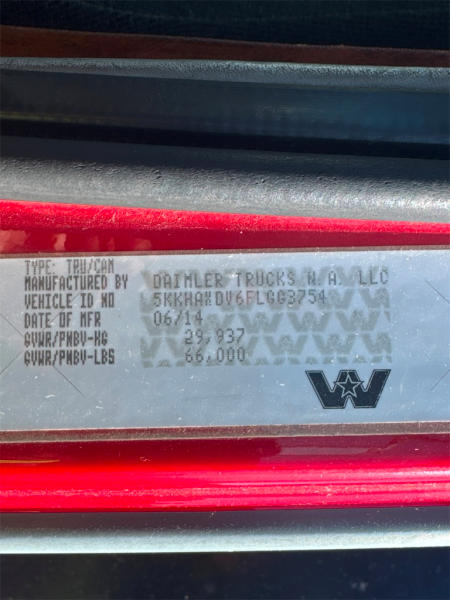 TYPE: TRU/CAM
MANUFACTURED BY DAIMLER TRUCKS N.A. LLC
VEHICLE ID NO 5KKHAXDV6FLGG3754
DATE OF MFR 06/14
GVWR/PNBV-KG 29,937
GVWR/PNBV-LBS 66,000
W